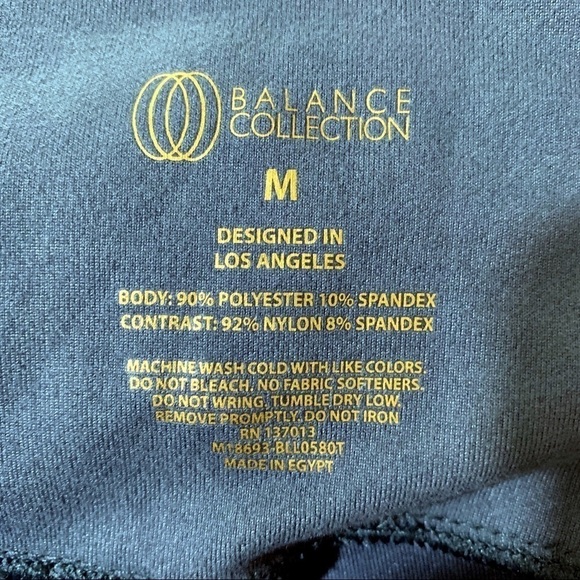 BALANCE
COLLECTION
M
DESIGNED IN
LOS ANGELES
BODY: 90% POLYESTER 10% SPANDEX
CONTRAST: 92% NYLON 8% SPANDEX
MACHINE WASH COLD WITH LIKE COLORS.
DO NOT BLEACH. NO FABRIC SOFTENERS.
DO NOT WRING. TUMBLE DRY LOW.
REMOVE PROMPTLY. DO NOT IRON
RN 137013
M18693-BLL0580T
MADE IN EGYPT